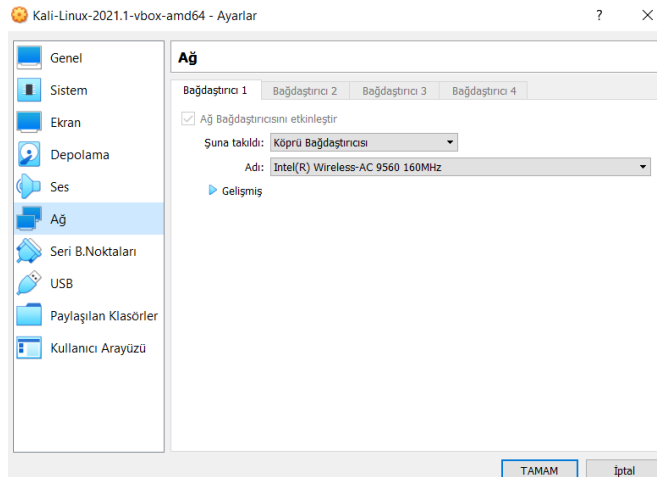 Kali-Linux-2021.1-vbox-amd64 - Ayarlar ? ×
Genel
Sistem
Ekran
Depolama
Ses
Ağ
Seri B.Noktaları
USB
Paylaşılan Klasörler
Kullanıcı Arayüzü
Ağ
Bağdaştırıcı 1 Bağdaştırıcı 2 Bağdaştırıcı 3 Bağdaştırıcı 4
Ağ Bağdaştırıcısını etkinleştir
Şuna takıldı: Köprü Bağdaştırıcısı
Adı: Intel(R) Wireless-AC 9560 160MHz
Gelişmiş
TAMAM İptal